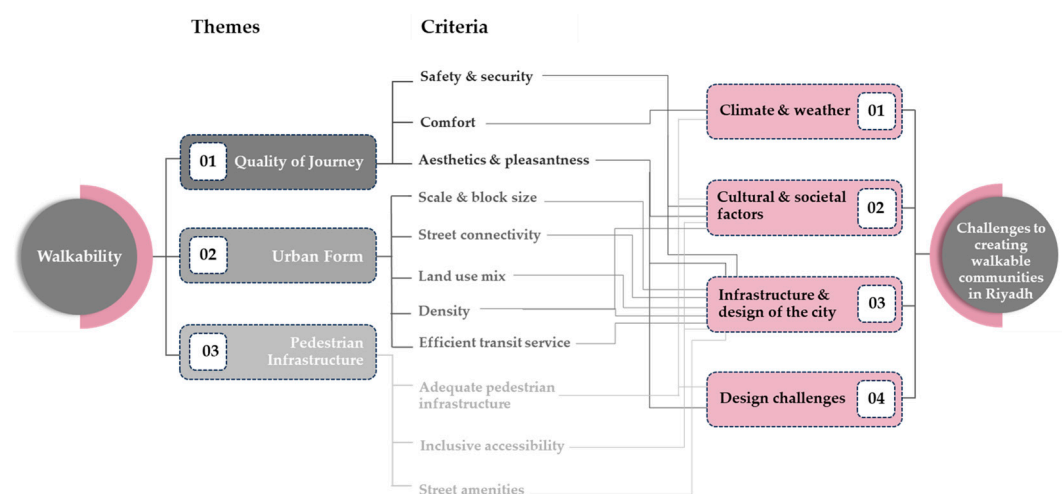 Themes
Criteria
Walkability
01
Quality of Journey
02
Urban Form
03
Pedestrian
Infrastructure
Safety & security
Comfort
Aesthetics & pleasantness
Scale & block size
Street connectivity
Land use mix
Density
Efficient transit service
Adequate pedestrian
infrastructure
Inclusive accessibility
Street amenities
Climate & weather
01
Cultural & societal
factors
02
Infrastructure &
design of the city
03
Design challenges
04
Challenges to
creating
walkable
communities
in Riyadh